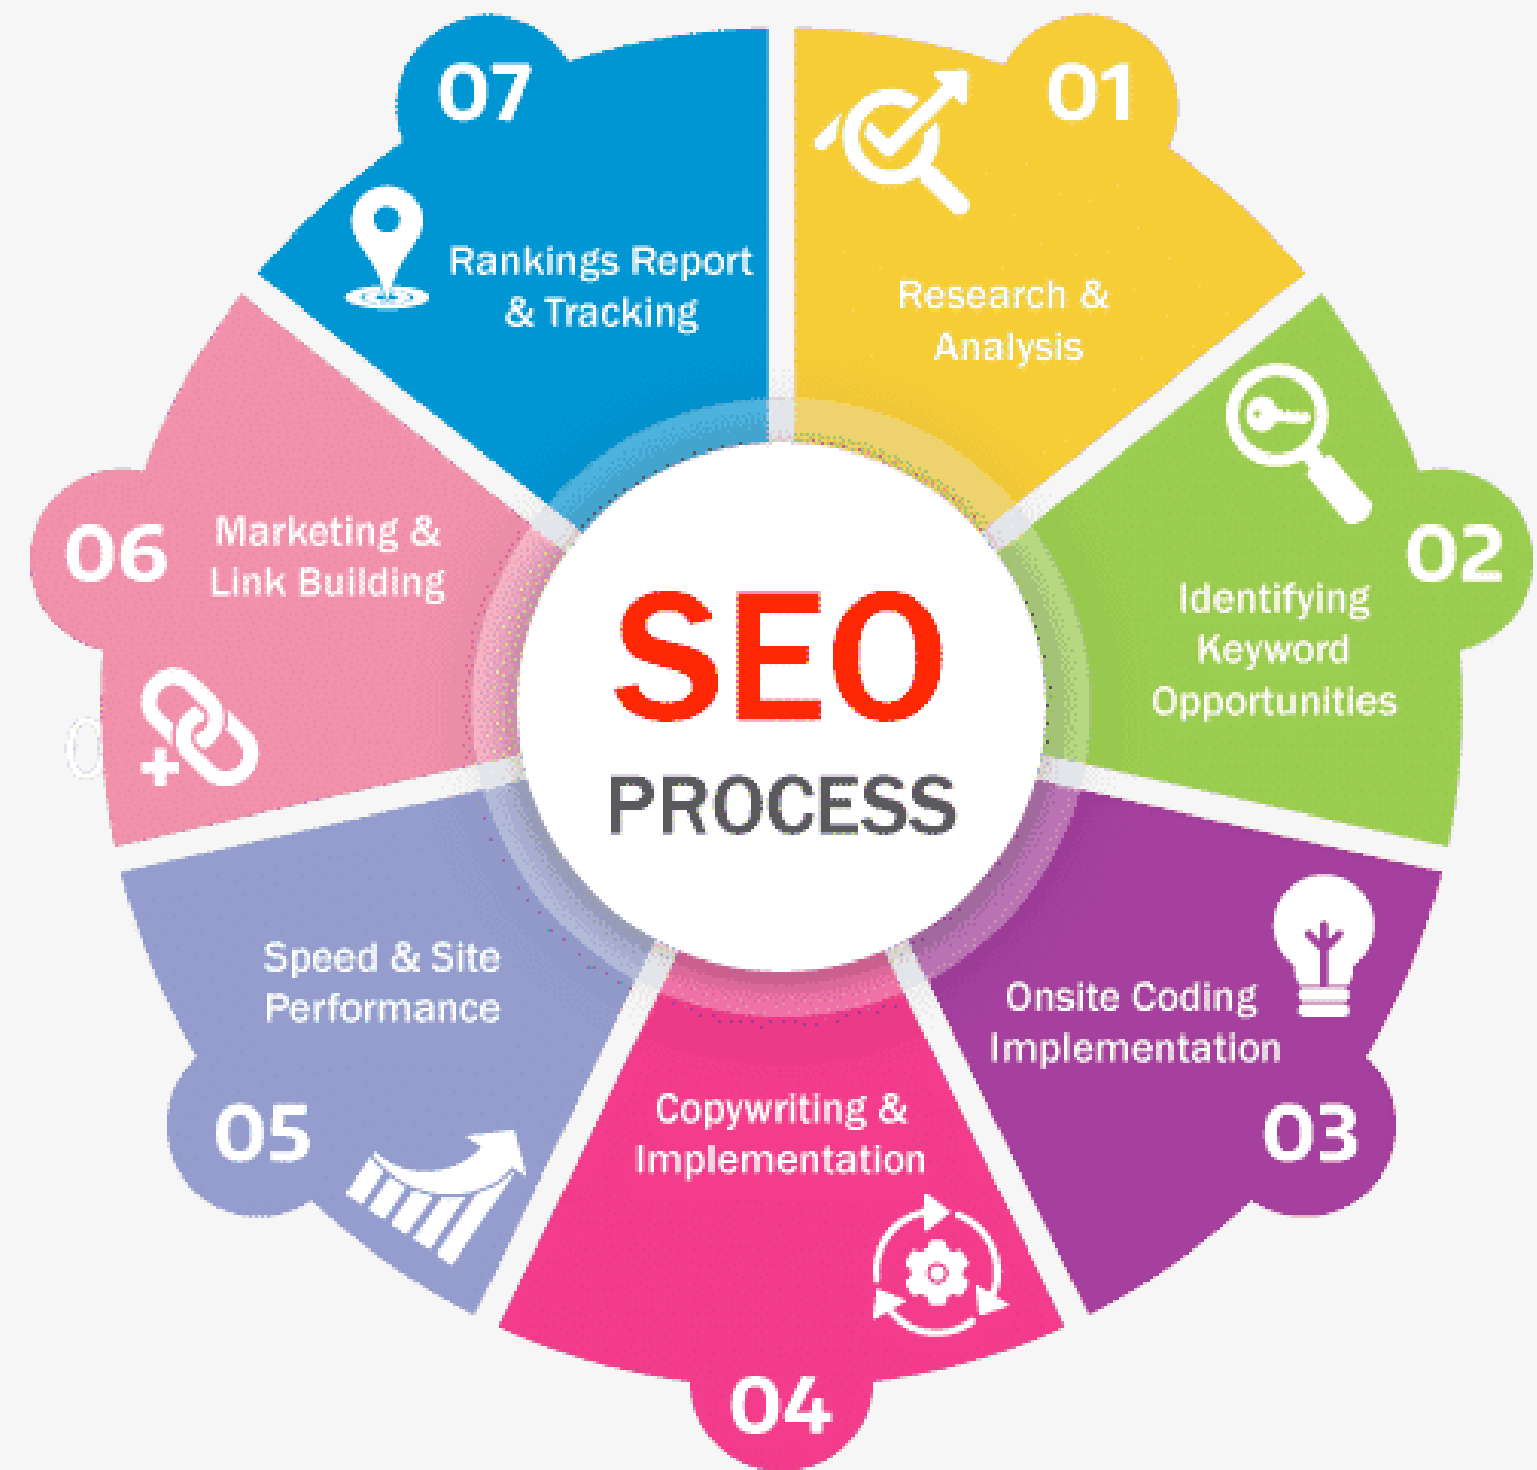 SEO
PROCESS
01
Research &
Analysis
02
Identifying
Keyword
Opportunities
03
Onsite Coding
Implementation
04
Copywriting &
Implementation
05
Speed & Site
Performance
06
Marketing &
Link Building
07
Rankings Report
& Tracking